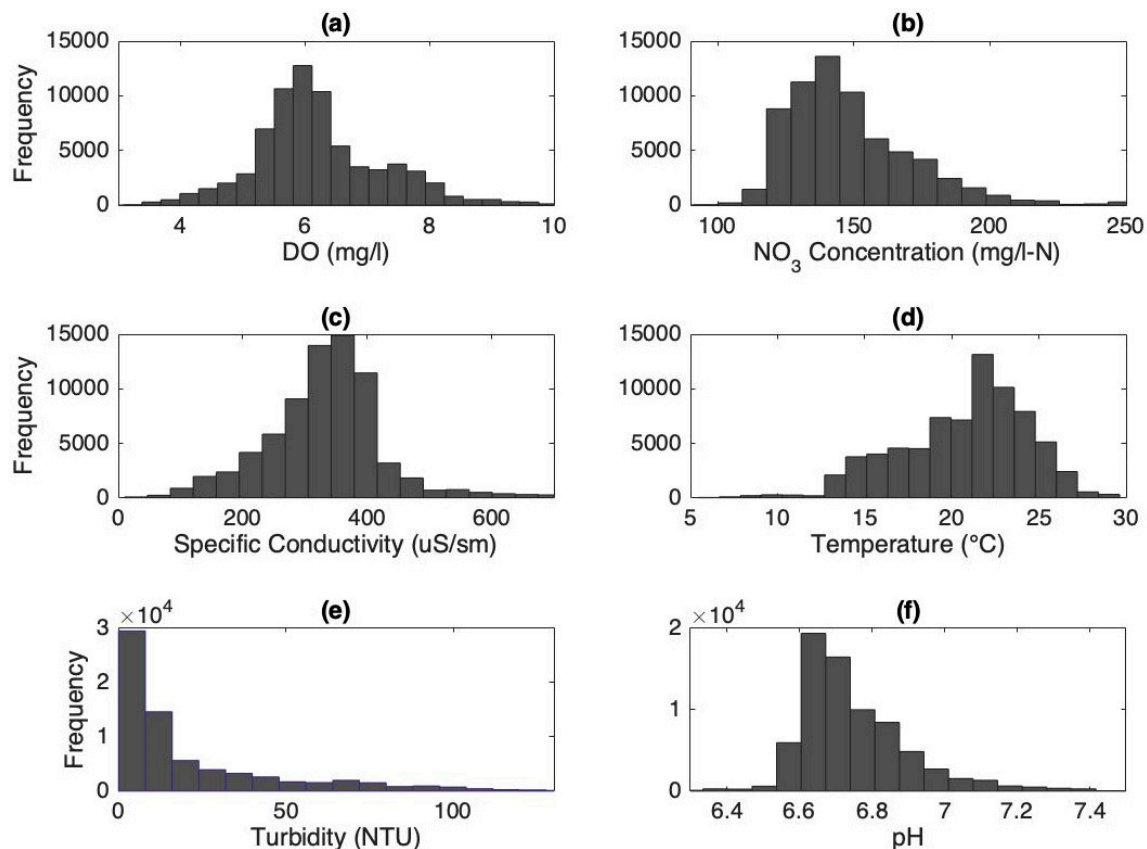 (a)
15000
10000
5000
0
Frequency
4 6 8 10
DO (mg/l)
(b)
15000
10000
5000
0
100 150 200 250
NO3 Concentration (mg/l-N)
(c)
15000
10000
5000
0
Frequency
0 200 400 600
Specific Conductivity (uS/sm)
(d)
15000
10000
5000
0
5 10 15 20 25 30
Temperature (°C)
(e)
×10^4
3
2
1
0
Frequency
0 50 100
Turbidity (NTU)
(f)
×10^4
2
1
0
6.4 6.6 6.8 7 7.2 7.4
pH